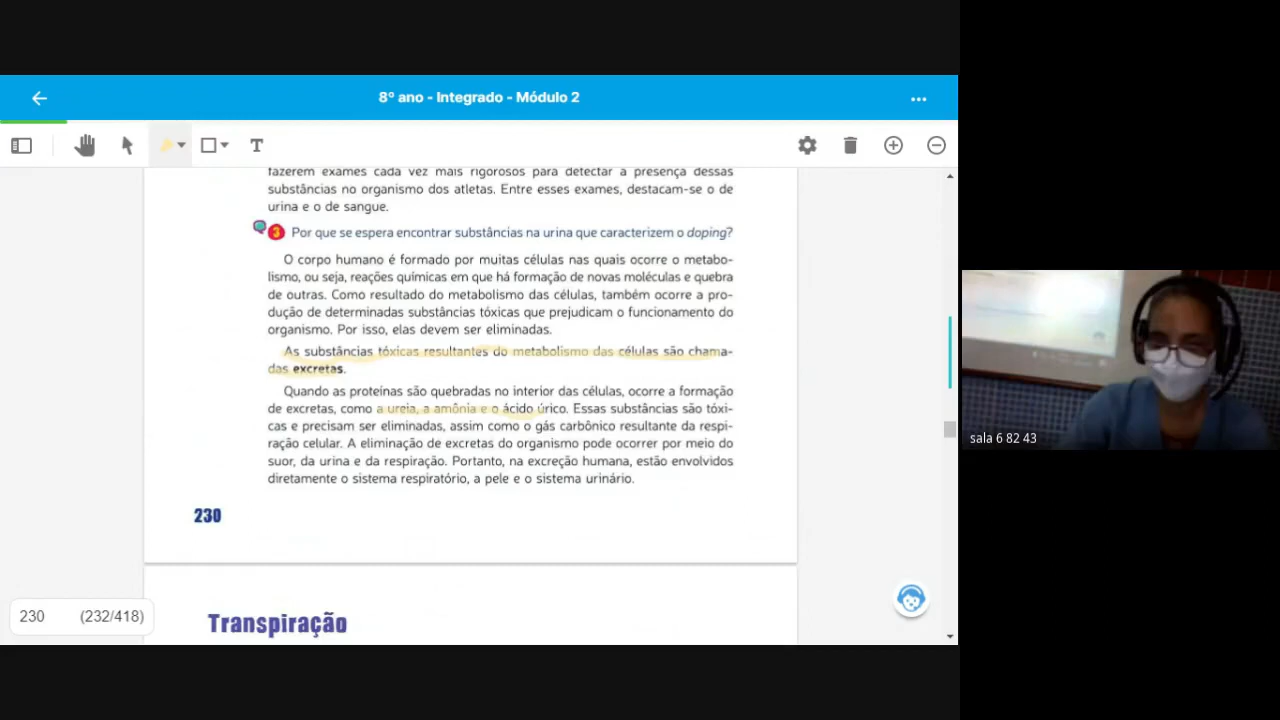 8º ano - Integrado - Módulo 2
T
fazerem exames cada vez mais rigorosos para detectar a presença dessas
substâncias no organismo dos atletas. Entre esses exames, destacam-se o de
urina e o de sangue.
3 Por que se espera encontrar substâncias na urina que caracterizem o doping?
O corpo humano é formado por muitas células nas quais ocorre o metabo-
lismo, ou seja, reações químicas em que há formação de novas moléculas e quebra
de outras. Como resultado do metabolismo das células, também ocorre a pro-
dução de determinadas substâncias tóxicas que prejudicam o funcionamento do
organismo. Por isso, elas devem ser eliminadas.
As substâncias tóxicas resultantes do metabolismo das células são chama-
das excretas.
Quando as proteínas são quebradas no interior das células, ocorre a formação
de excretas, como a ureia, a amônia e o ácido úrico. Essas substâncias são tóxi-
cas e precisam ser eliminadas, assim como o gás carbônico resultante da respi-
ração celular. A eliminação de excretas do organismo pode ocorrer por meio do
suor, da urina e da respiração. Portanto, na excreção humana, estão envolvidos
diretamente o sistema respiratório, a pele e o sistema urinário.
230
Transpiração
230 (232/418)
sala 6 82 43